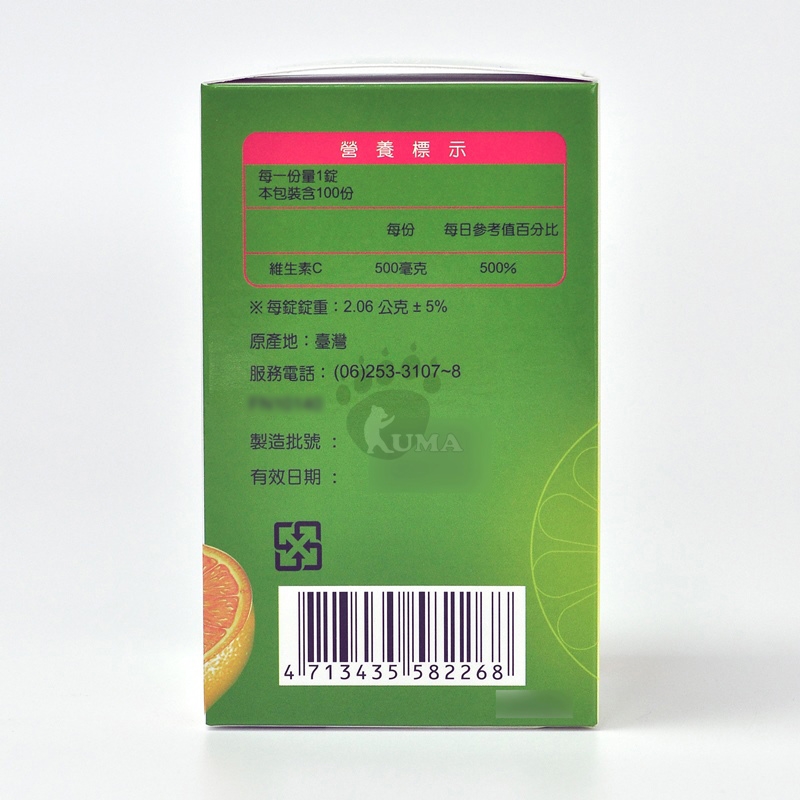 營養標示
每一份量1錠
本包裝含100份
每份 每日參考值百分比
維生素C 500毫克 500%
※每錠錠重：2.06 公克 ± 5%
原產地：臺灣
服務電話：(06)253-3107~8
KUMA
製造批號 ：
有效日期 ：
4 713435 582268